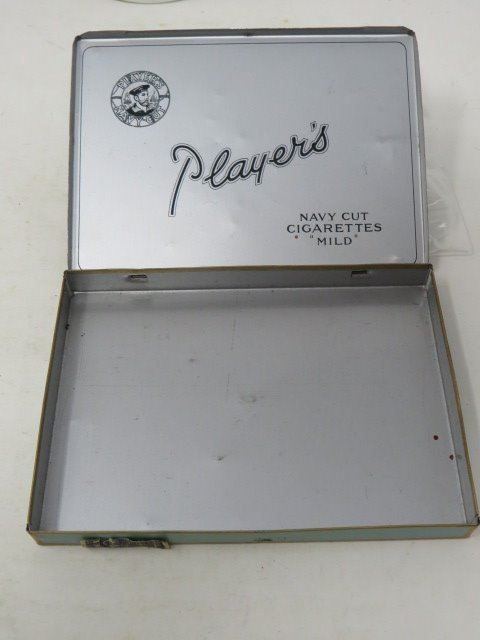 PLAYER'S
NAVY CUT
Player's
NAVY CUT
CIGARETTES
"MILD"